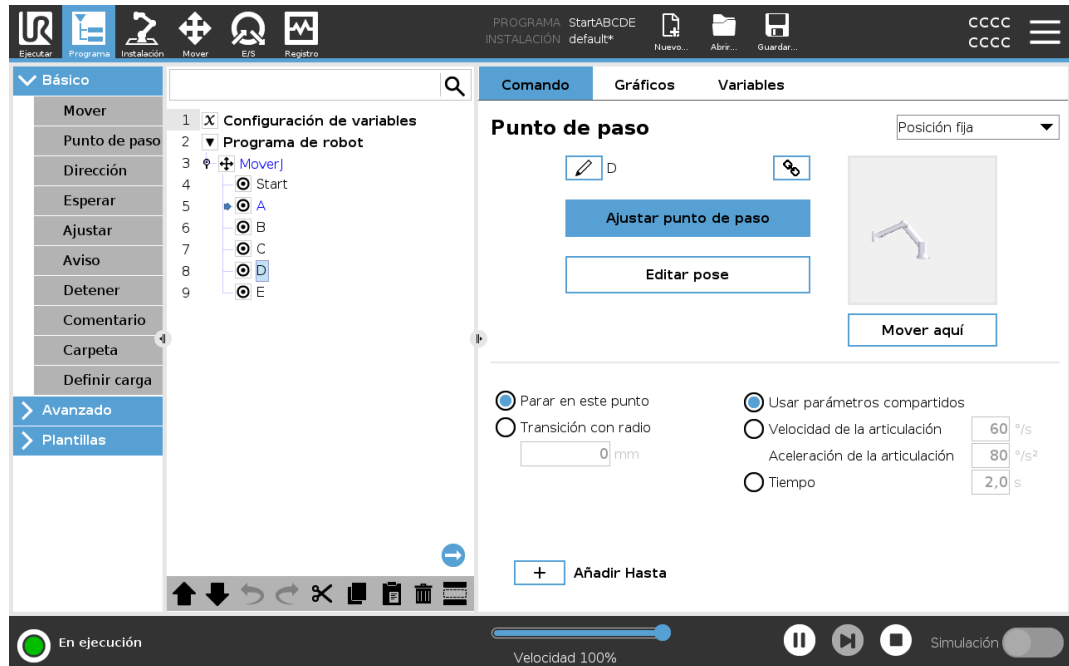 UR
PROGRAMA StartABCDE
INSTALACIÓN default*
Ejecutar Programa Instalación Mover E/S Registro
Nuevo... Abrir... Guardar...
CCCC
CCCC
Básico
Mover
Punto de paso
Dirección
Esperar
Ajustar
Aviso
Detener
Comentario
Carpeta
Definir carga
Avanzado
Plantillas
1 X Configuración de variables
2 Programa de robot
3 MoverJ
4 Start
5 A
6 B
7 C
8 D
9 E
Comando Gráficos Variables
Punto de paso
Posición fija
D
Ajustar punto de paso
Editar pose
Mover aquí
Parar en este punto
Transición con radio
0 mm
Usar parámetros compartidos
Velocidad de la articulación 60 °/s
Aceleración de la articulación 80 °/s²
Tiempo 2,0 s
+ Añadir Hasta
En ejecución
Velocidad 100%
Simulación